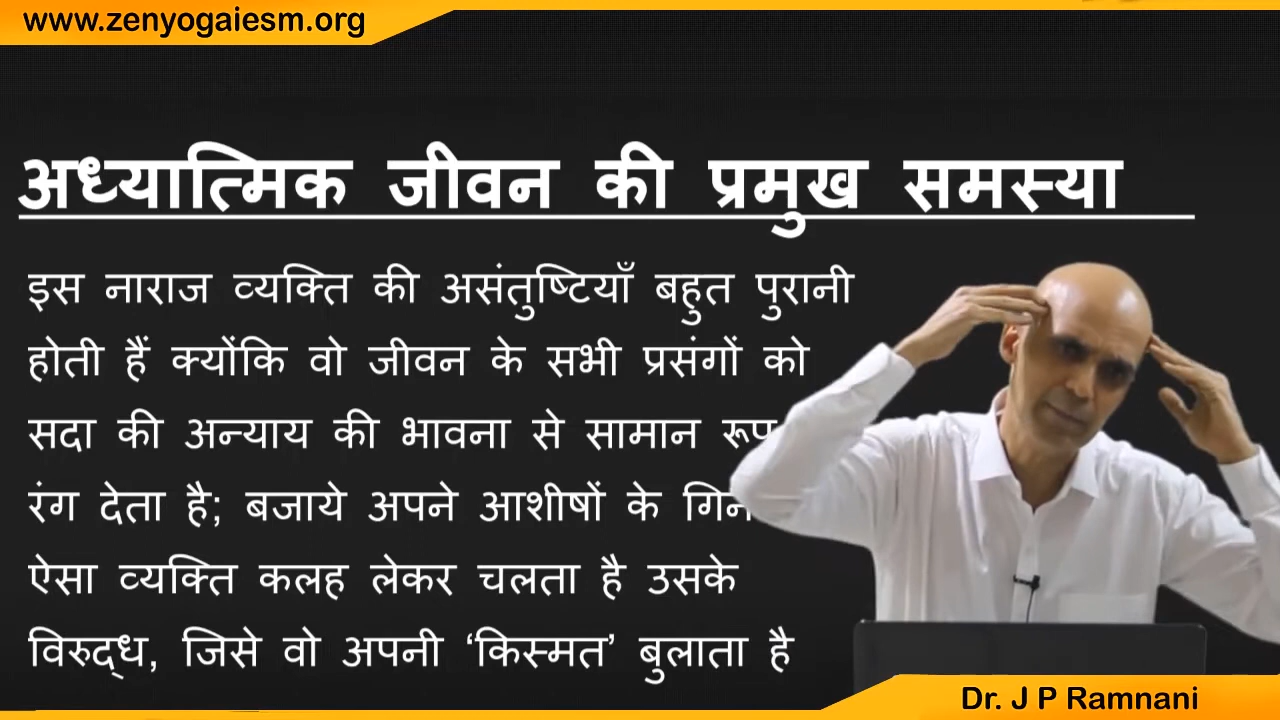 www.zenyogaiesm.org
अध्यात्मिक जीवन की प्रमुख समस्या
इस नाराज व्यक्ति की असंतुष्टियाँ बहुत पुरानी
होती हैं क्योंकि वो जीवन के सभी प्रसंगों को
सदा की अन्याय की भावना से सामान रूप
रंग देता है; बजाये अपने आशीषों के
ऐसा व्यक्ति कलह लेकर चलता है उसके
विरुद्ध, जिसे वो अपनी ‘किस्मत’ बुलाता है
Dr. J P Ramnani